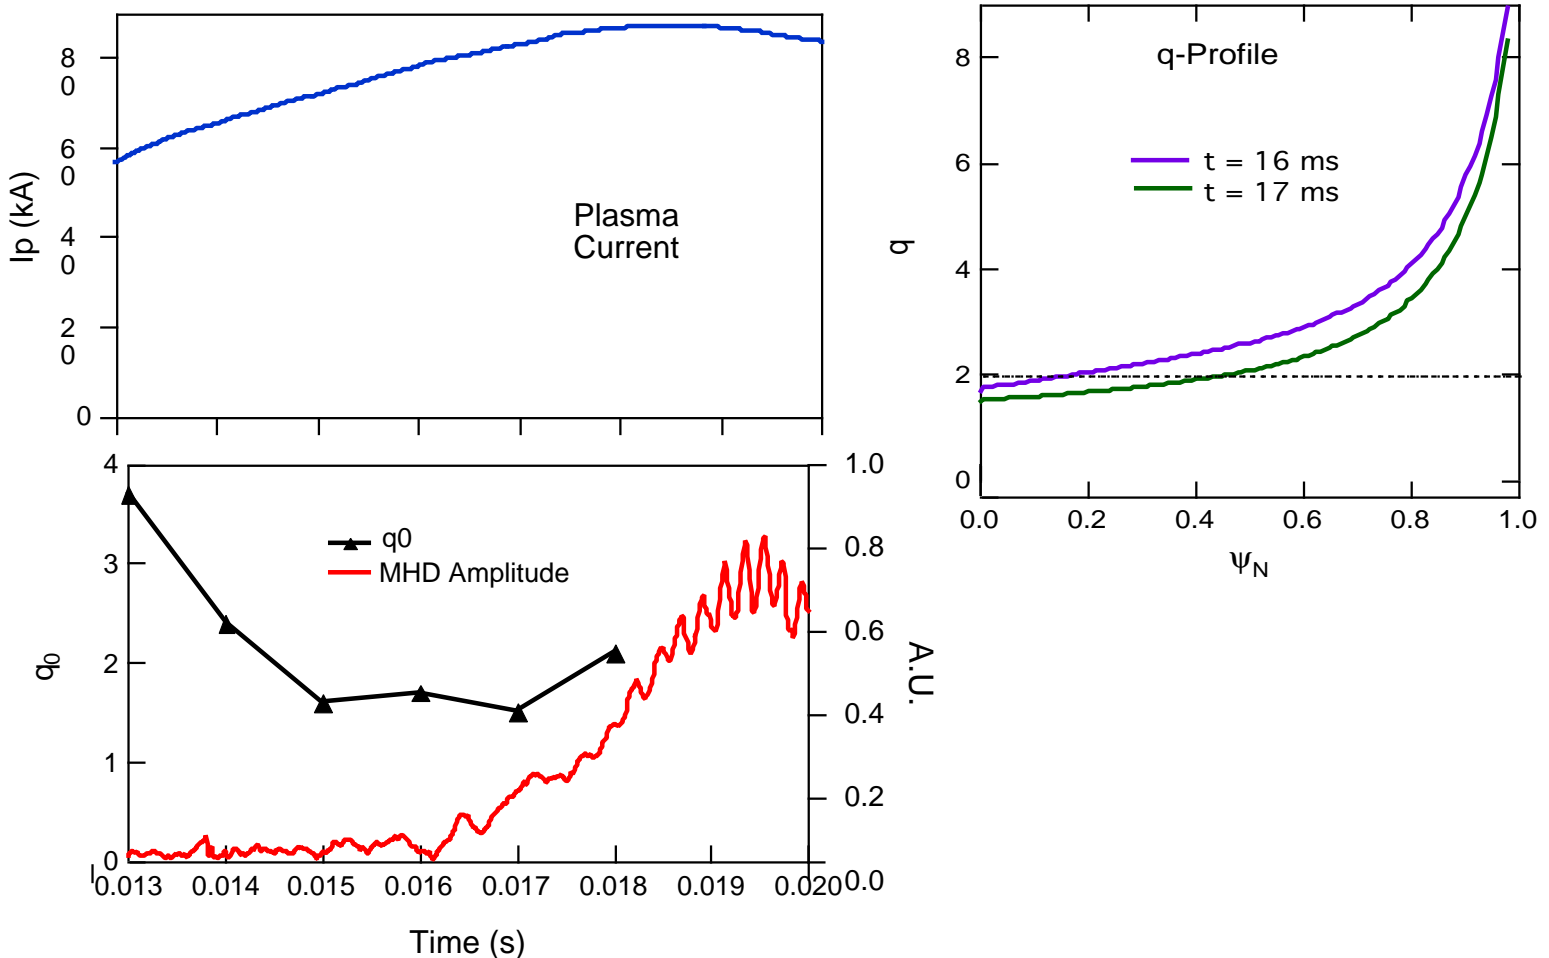 8
0
6
0
4
0
2
0
0
Ip (kA)
Plasma
Current
4
3
2
1
0
q0
1.0
0.8
0.6
0.4
0.2
0.0
A.U.
q0
MHD Amplitude
0.013 0.014 0.015 0.016 0.017 0.018 0.019 0.020
Time (s)
q-Profile
t = 16 ms
t = 17 ms
8
6
4
2
0
q
0.0 0.2 0.4 0.6 0.8 1.0
ψN